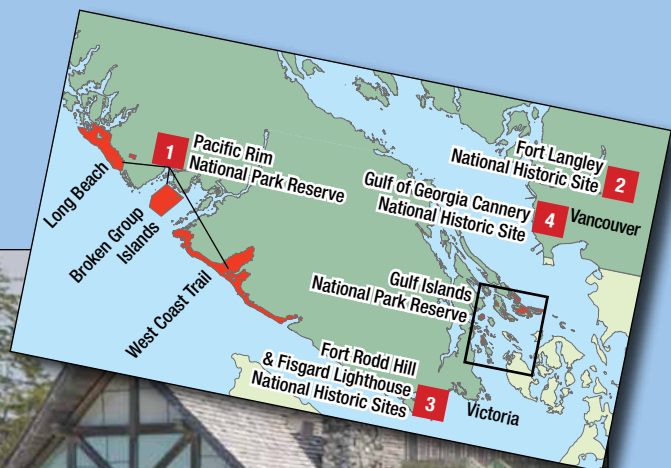 1
Pacific Rim
National Park Reserve
Long Beach
Broken Group
Islands
West Coast Trail
Fort Langley
National Historic Site
2
Gulf of Georgia Cannery
National Historic Site
4
Vancouver
Gulf Islands
National Park Reserve
Fort Rodd Hill
& Fisgard Lighthouse
National Historic Sites
3
Victoria